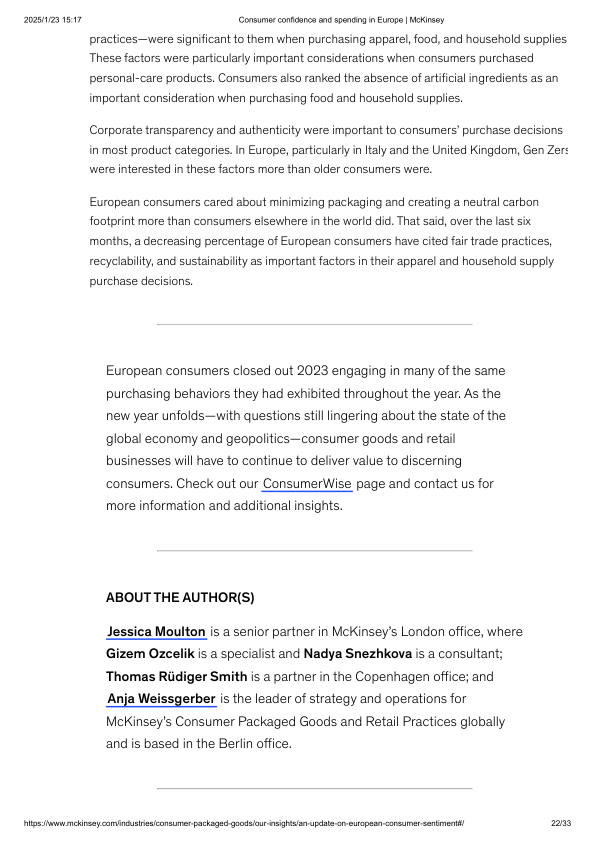 2025/1/23 15:17 Consumer confidence and spending in Europe | McKinsey
practices—were significant to them when purchasing apparel, food, and household supplies
These factors were particularly important considerations when consumers purchased
personal-care products. Consumers also ranked the absence of artificial ingredients as an
important consideration when purchasing food and household supplies.
Corporate transparency and authenticity were important to consumers’ purchase decisions
in most product categories. In Europe, particularly in Italy and the United Kingdom, Gen Zers
were interested in these factors more than older consumers were.
European consumers cared about minimizing packaging and creating a neutral carbon
footprint more than consumers elsewhere in the world did. That said, over the last six
months, a decreasing percentage of European consumers have cited fair trade practices,
recyclability, and sustainability as important factors in their apparel and household supply
purchase decisions.
European consumers closed out 2023 engaging in many of the same
purchasing behaviors they had exhibited throughout the year. As the
new year unfolds—with questions still lingering about the state of the
global economy and geopolitics—consumer goods and retail
businesses will have to continue to deliver value to discerning
consumers. Check out our ConsumerWise page and contact us for
more information and additional insights.
ABOUT THE AUTHOR(S)
Jessica Moulton is a senior partner in McKinsey’s London office, where
Gizem Ozcelik is a specialist and Nadya Snezhkova is a consultant;
Thomas Rüdiger Smith is a partner in the Copenhagen office; and
Anja Weissgerber is the leader of strategy and operations for
McKinsey’s Consumer Packaged Goods and Retail Practices globally
and is based in the Berlin office.
https://www.mckinsey.com/industries/consumer-packaged-goods/our-insights/an-update-on-european-consumer-sentiment#/ 22/33